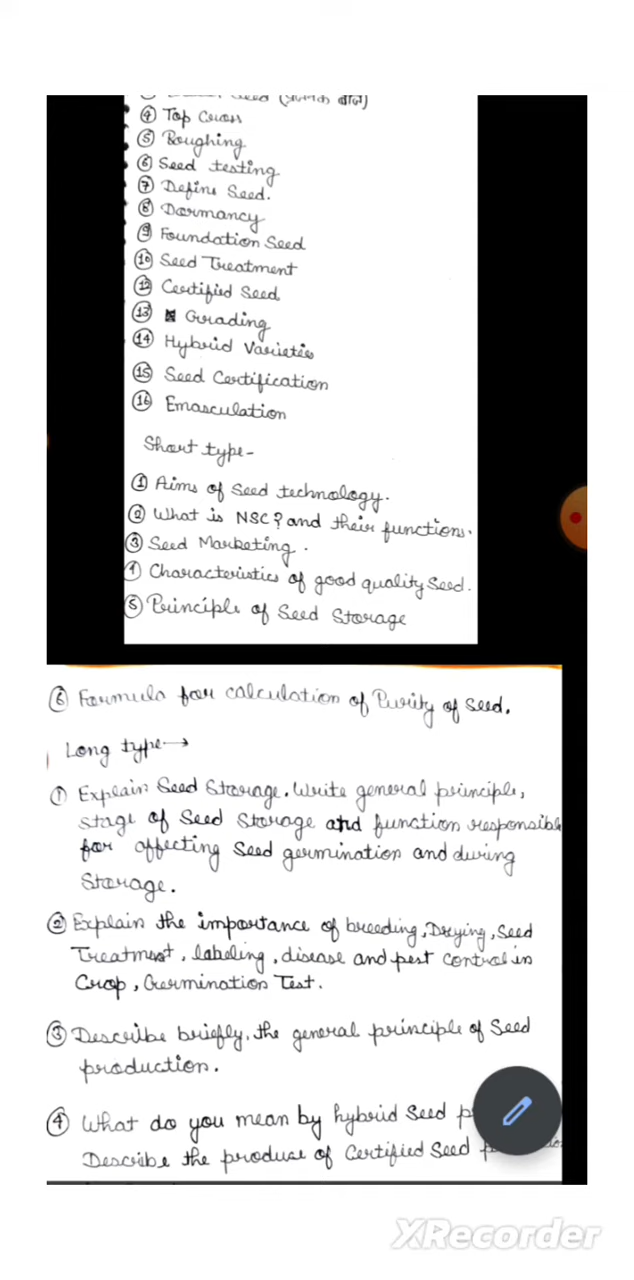 Seed (जनक बीज)
④ Top Cross
⑤ Roughing
⑥ Seed testing
⑦ Define Seed.
⑧ Dormancy
⑨ Foundation Seed
⑩ Seed Treatment
⑫ Certified Seed
⑬ Grading
⑭ Hybrid Varieties
⑮ Seed Certification
⑯ Emasculation
Short type-
① Aims of Seed technology.
② What is NSC? and their functions.
③ Seed Marketing.
④ Characteristics of good quality Seed.
⑤ Principle of Seed Storage
⑥ Formula for calculation of Purity of Seed.
Long type→
① Explain Seed Storage. Write general principle,
stage of Seed Storage and function responsible
for affecting Seed germination and during
Storage.
② Explain the importance of breeding, Drying, Seed
Treatment, labeling, disease and pest control in
Crop, Germination Test.
③ Describe briefly, the general principle of Seed
production.
④ What do you mean by hybrid Seed
Describe the produse of Certified Seed
XRecorder